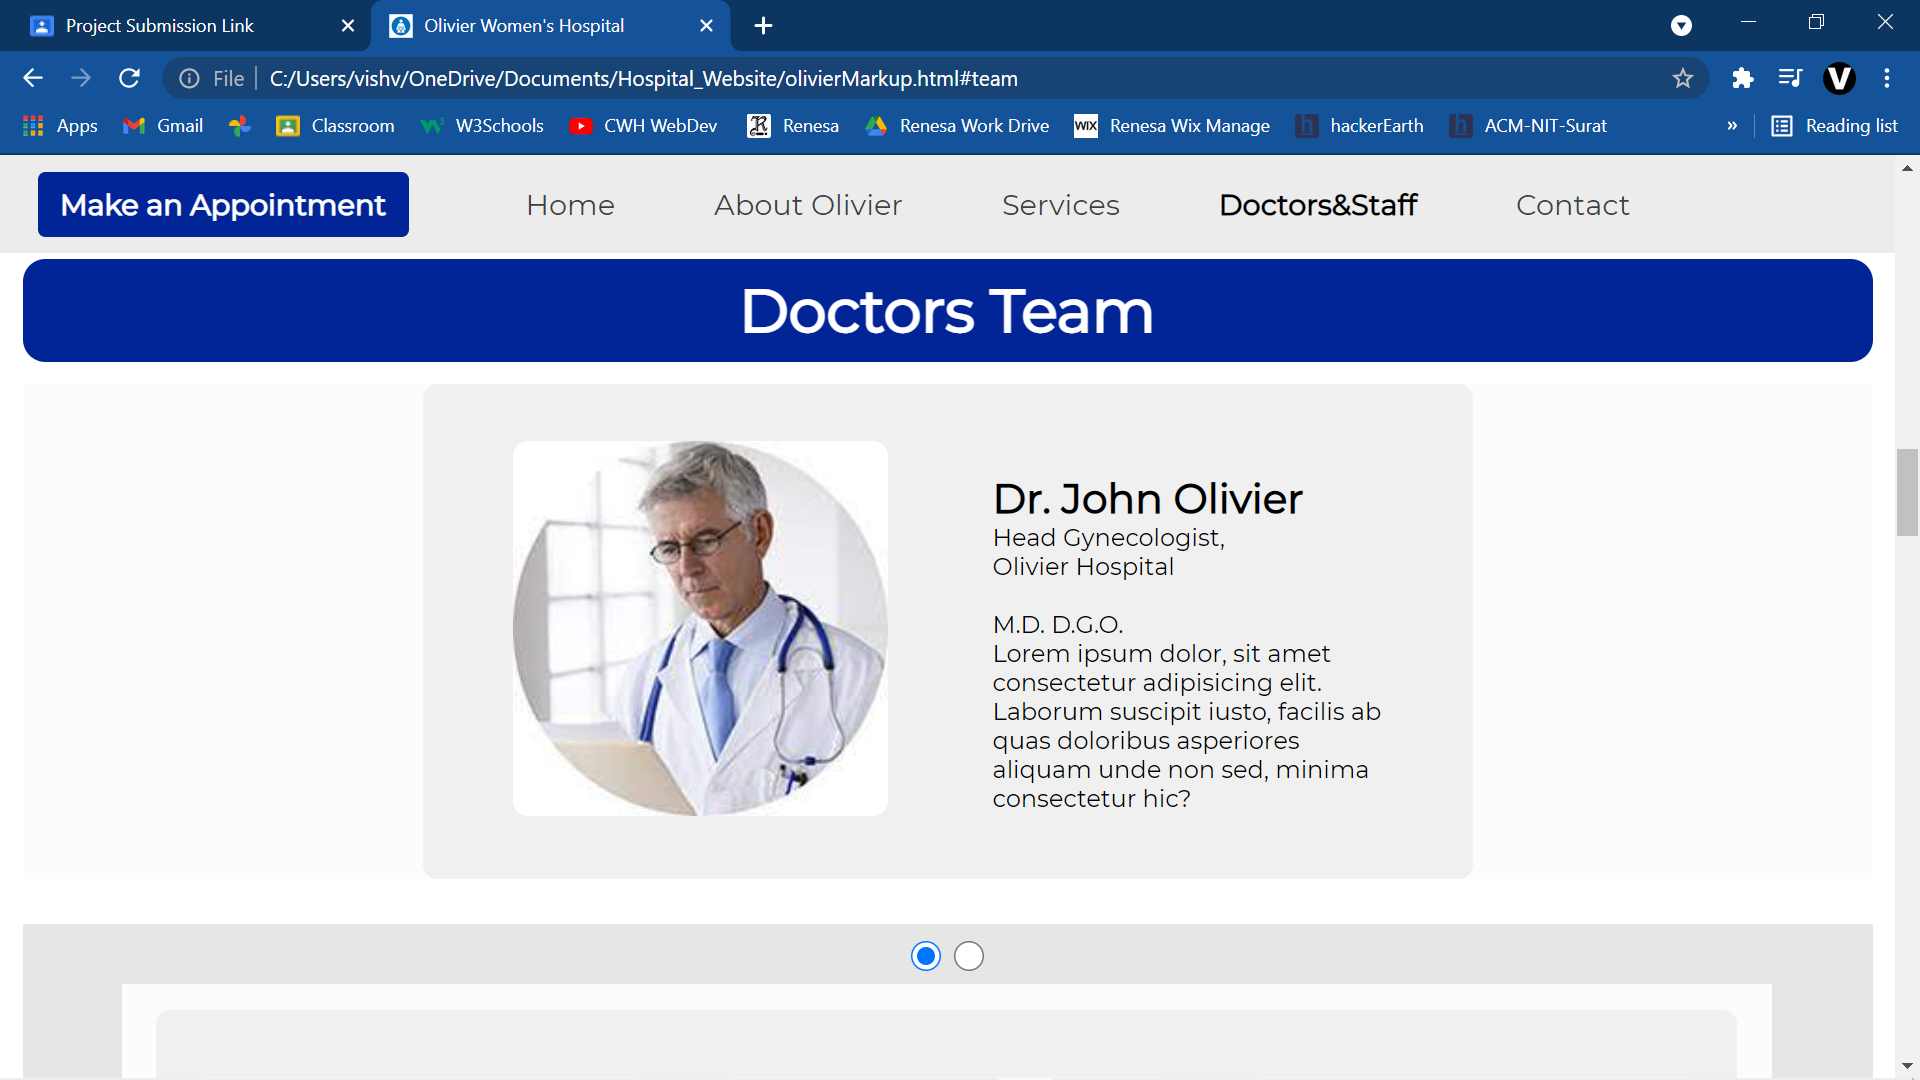 Project Submission Link
Olivier Women's Hospital
File
C:/Users/vishv/OneDrive/Documents/Hospital_Website/olivierMarkup.html#team
V
Apps
Gmail
Classroom
W3Schools
CWH WebDev
Renesa
Renesa Work Drive
WIX
Renesa Wix Manage
h
hackerEarth
h
ACM-NIT-Surat
»
Reading list
Make an Appointment
Home
About Olivier
Services
Doctors&Staff
Contact
Doctors Team
Dr. John Olivier
Head Gynecologist,
Olivier Hospital
M.D. D.G.O.
Lorem ipsum dolor, sit amet
consectetur adipisicing elit.
Laborum suscipit iusto, facilis ab
quas doloribus asperiores
aliquam unde non sed, minima
consectetur hic?